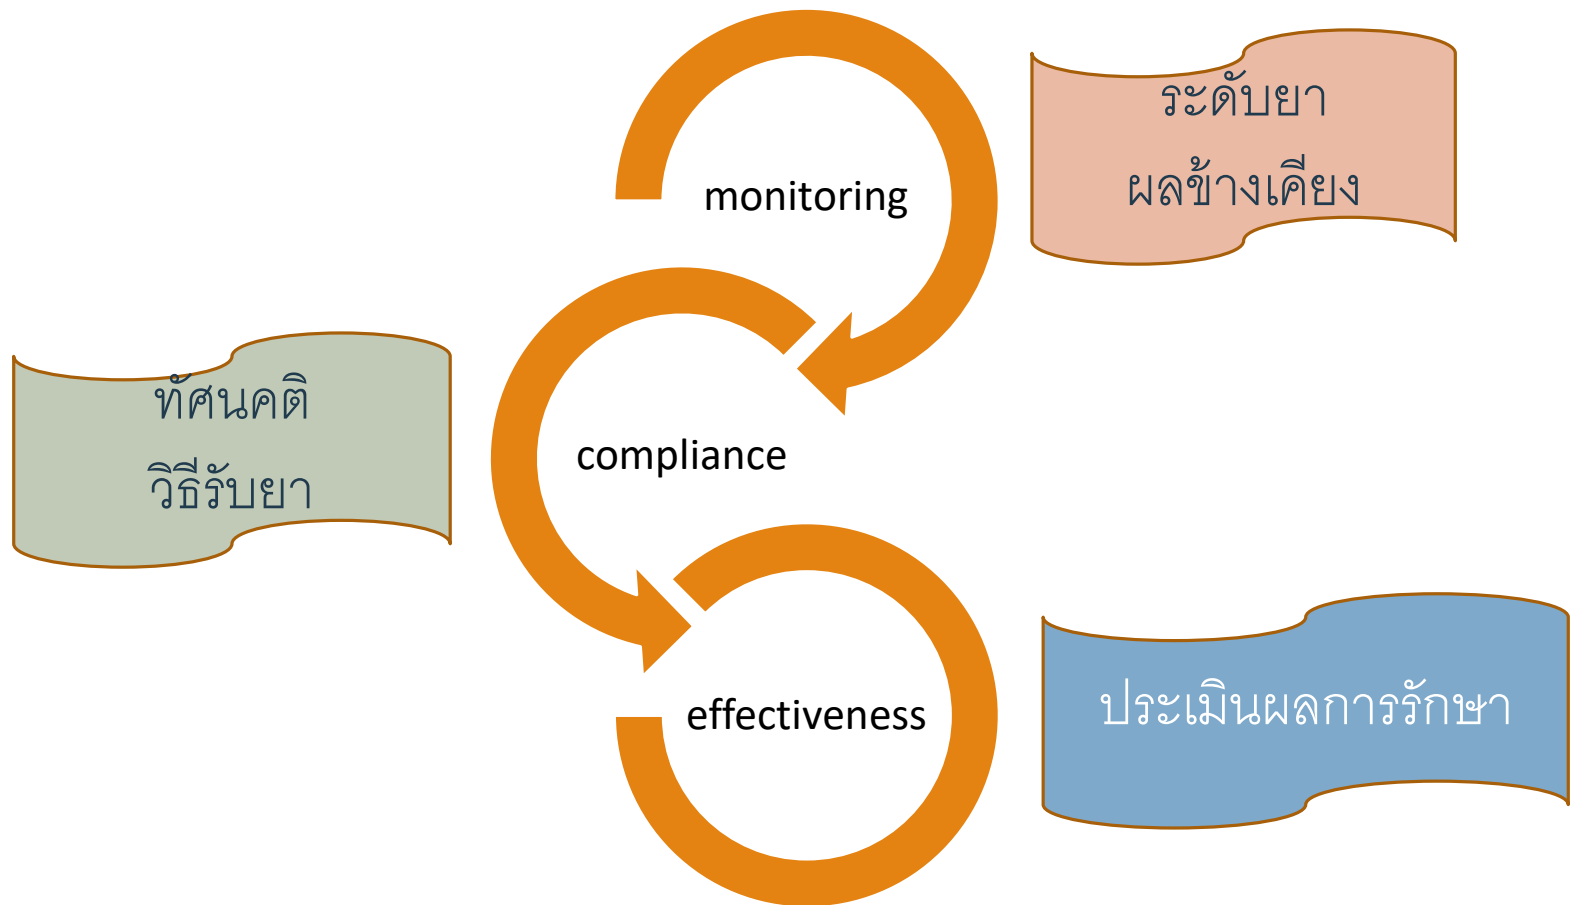 monitoring
ระดับยา
ผลข้างเคียง
compliance
ทัศนคติ
วิธีรับยา
effectiveness
ประเมินผลการรักษา